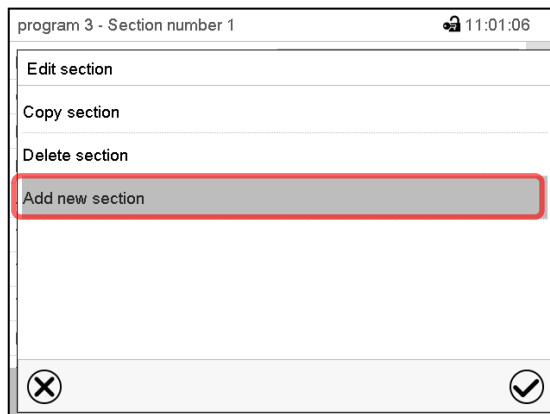 program 3 - Section number 1 11:01:06
Edit section
Copy section
Delete section
Add new section